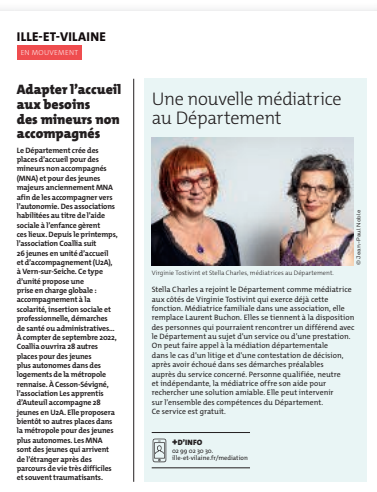 ILLE-ET-VILAINE
EN MOUVEMENT
Adapter l'accueil
aux besoins
des mineurs non
accompagnés
Le Département crée des
places d'accueil pour des
mineurs non accompagnés
(MNA) et pour des jeunes
majeurs anciennement MNA
afin de les accompagner vers
l'autonomie. Des associations
habilitées au titre de l'aide
sociale à l'enfance gèrent
ces lieux. Depuis le printemps,
l'association Coallia suit
26 jeunes en unité d'accueil
et d'accompagnement (U2A),
à Vern-sur-Seiche. Ce type
d'unité propose une
prise en charge globale :
accompagnement à la
scolarité, insertion sociale et
professionnelle, démarches
de santé ou administratives…
À compter de septembre 2022,
Coallia ouvrira 28 autres
places pour des jeunes
plus autonomes dans des
logements de la métropole
rennaise. À Cesson-Sévigné,
l'association Les apprentis
d'Auteuil accompagne 28
jeunes en U2A. Elle proposera
bientôt 10 autres places dans
la métropole pour des jeunes
plus autonomes. Les MNA
sont des jeunes qui arrivent
de l'étranger après des
parcours de vie très difficiles
et souvent traumatisants.
Une nouvelle médiatrice
au Département
© Jean-Paul Noble
Virginie Tostivint et Stella Charles, médiatrices au Département.
Stella Charles a rejoint le Département comme médiatrice
aux côtés de Virginie Tostivint qui exerce déjà cette
fonction. Médiatrice familiale dans une association, elle
remplace Laurent Buchon. Elles se tiennent à la disposition
des personnes qui pourraient rencontrer un différend avec
le Département au sujet d'un service ou d'une prestation.
On peut faire appel à la médiation départementale
dans le cas d'un litige et d'une contestation de décision,
après avoir échoué dans ses démarches préalables
auprès du service concerné. Personne qualifiée, neutre
et indépendante, la médiatrice offre son aide pour
rechercher une solution amiable. Elle peut intervenir
sur l'ensemble des compétences du Département.
Ce service est gratuit.
+D'INFO
02 99 02 30 30.
ille-et-vilaine.fr/mediation